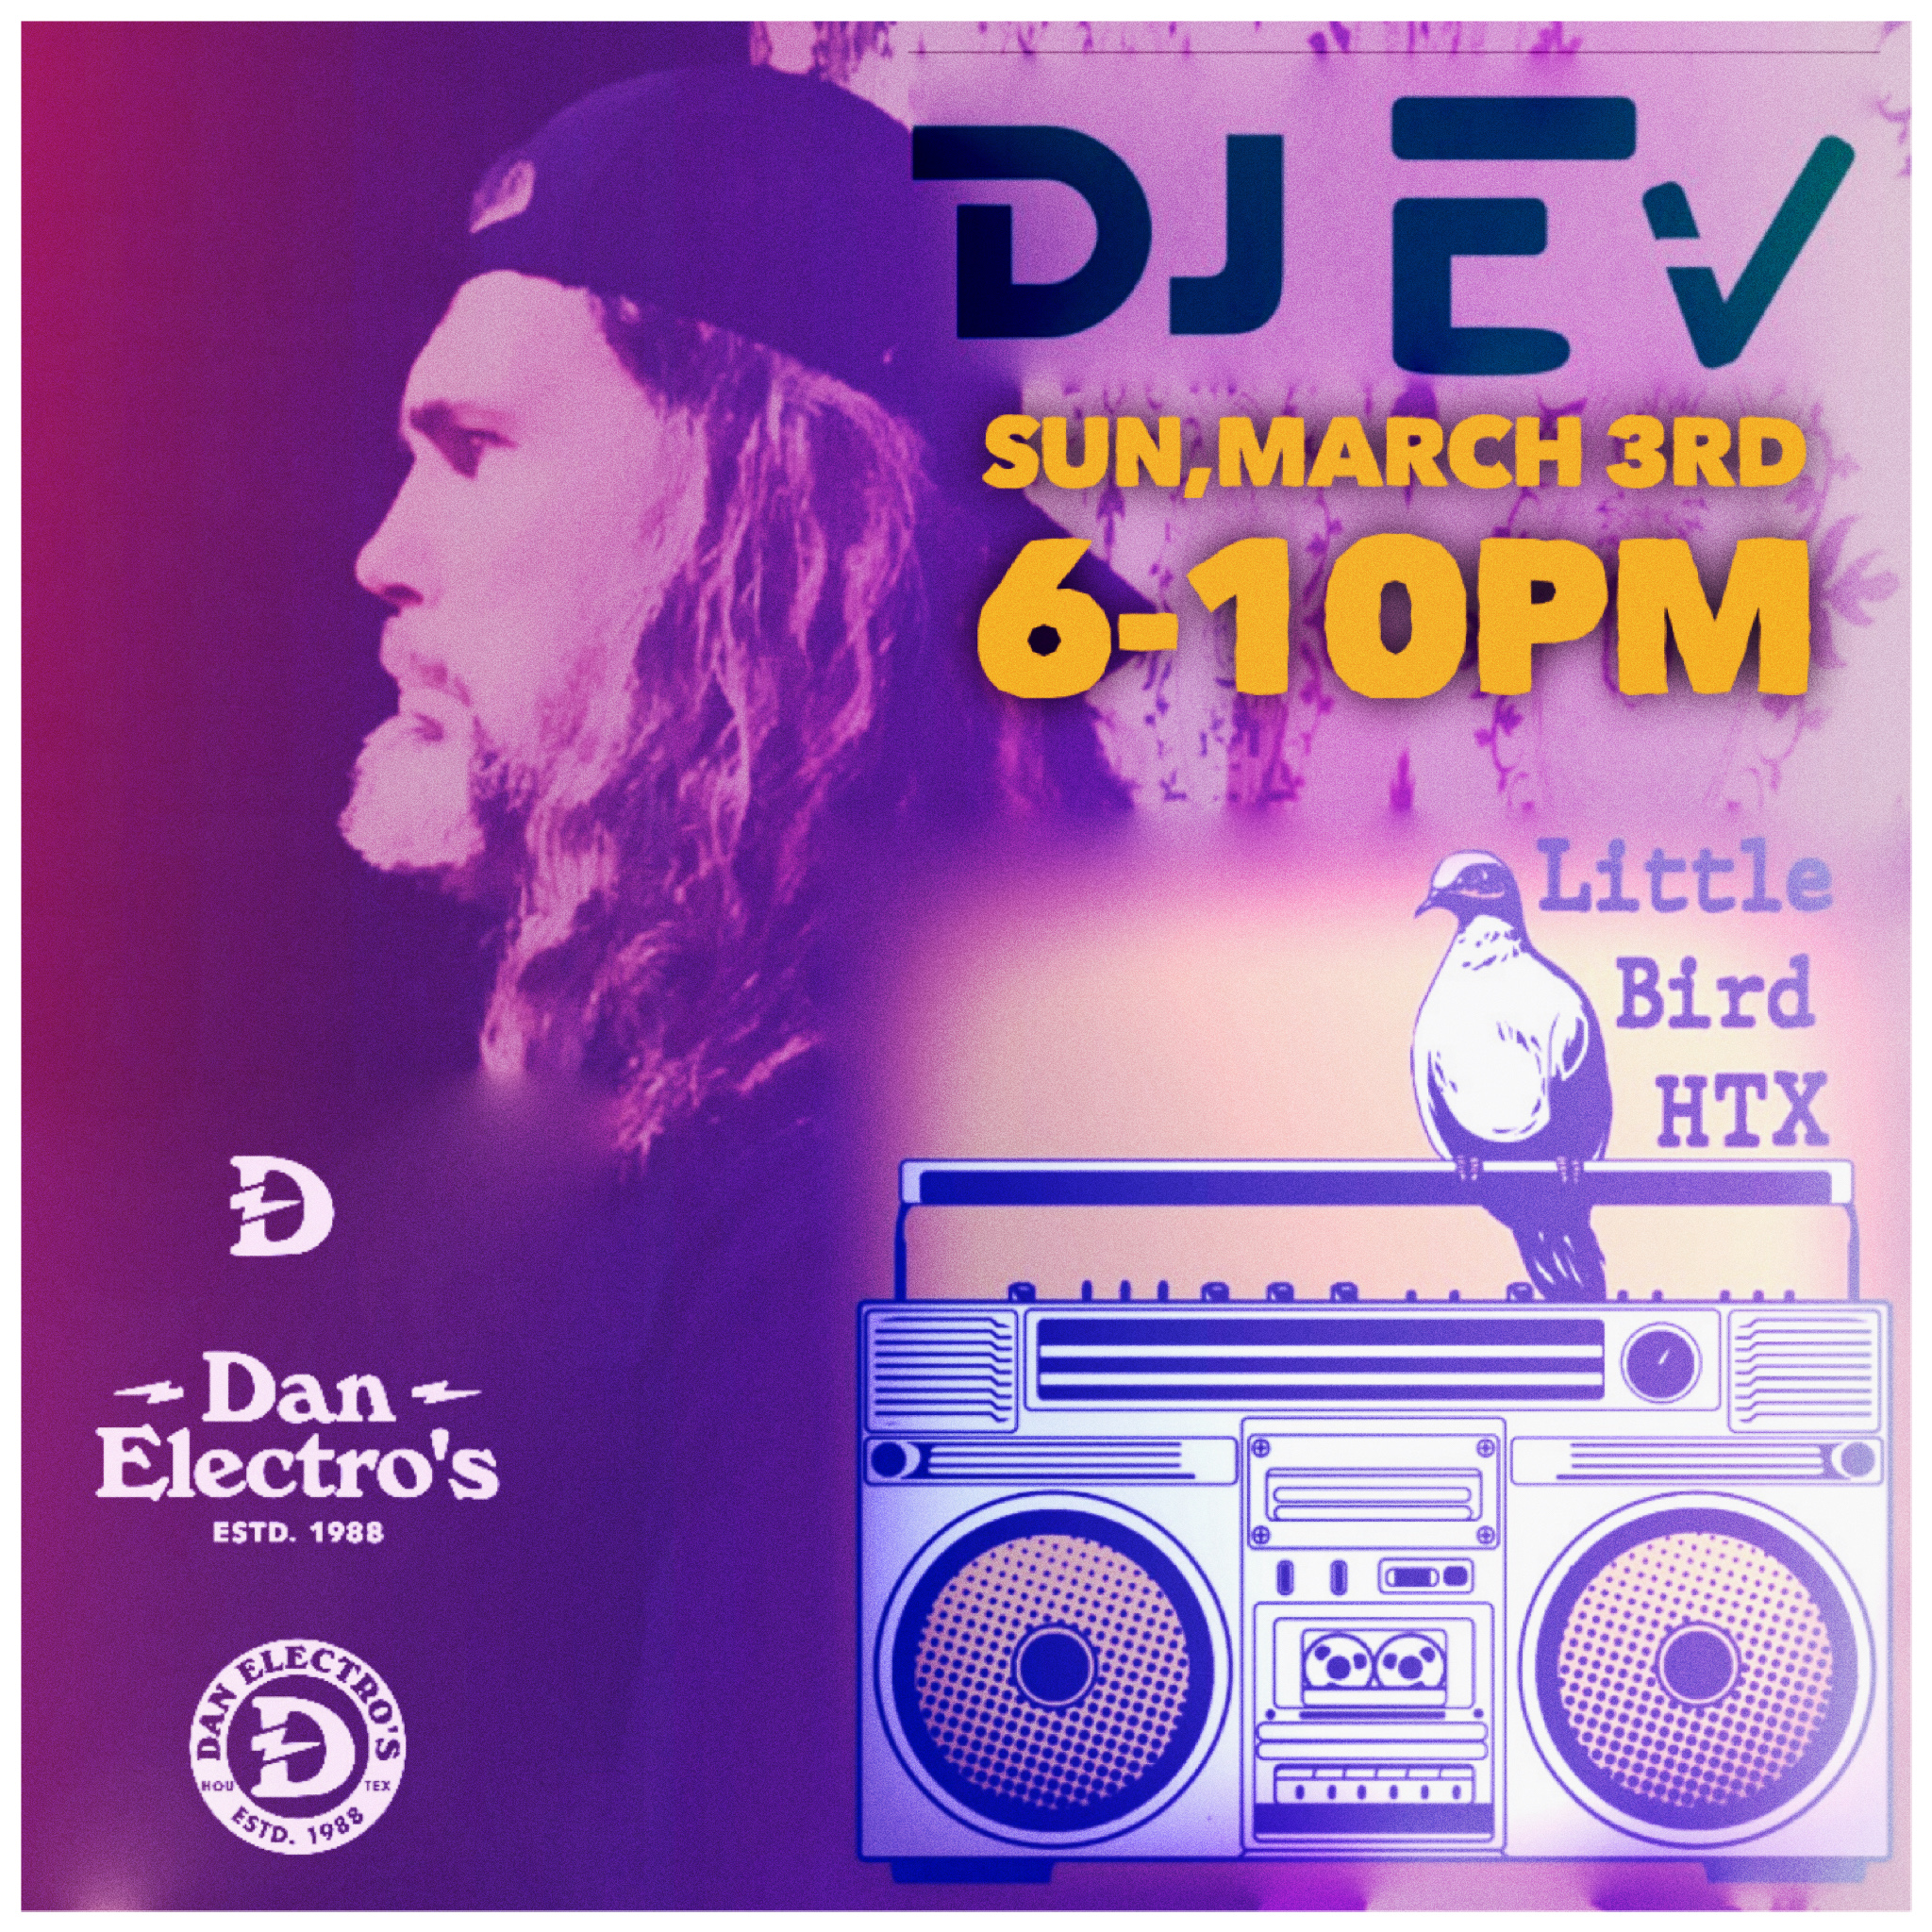 DJ EV
SUN,MARCH 3RD
6-10PM
Little
Bird
HTX
D
Dan
Electro's
ESTD. 1988
DAN ELECTRO'S
D
HOU TEX
ESTD. 1988